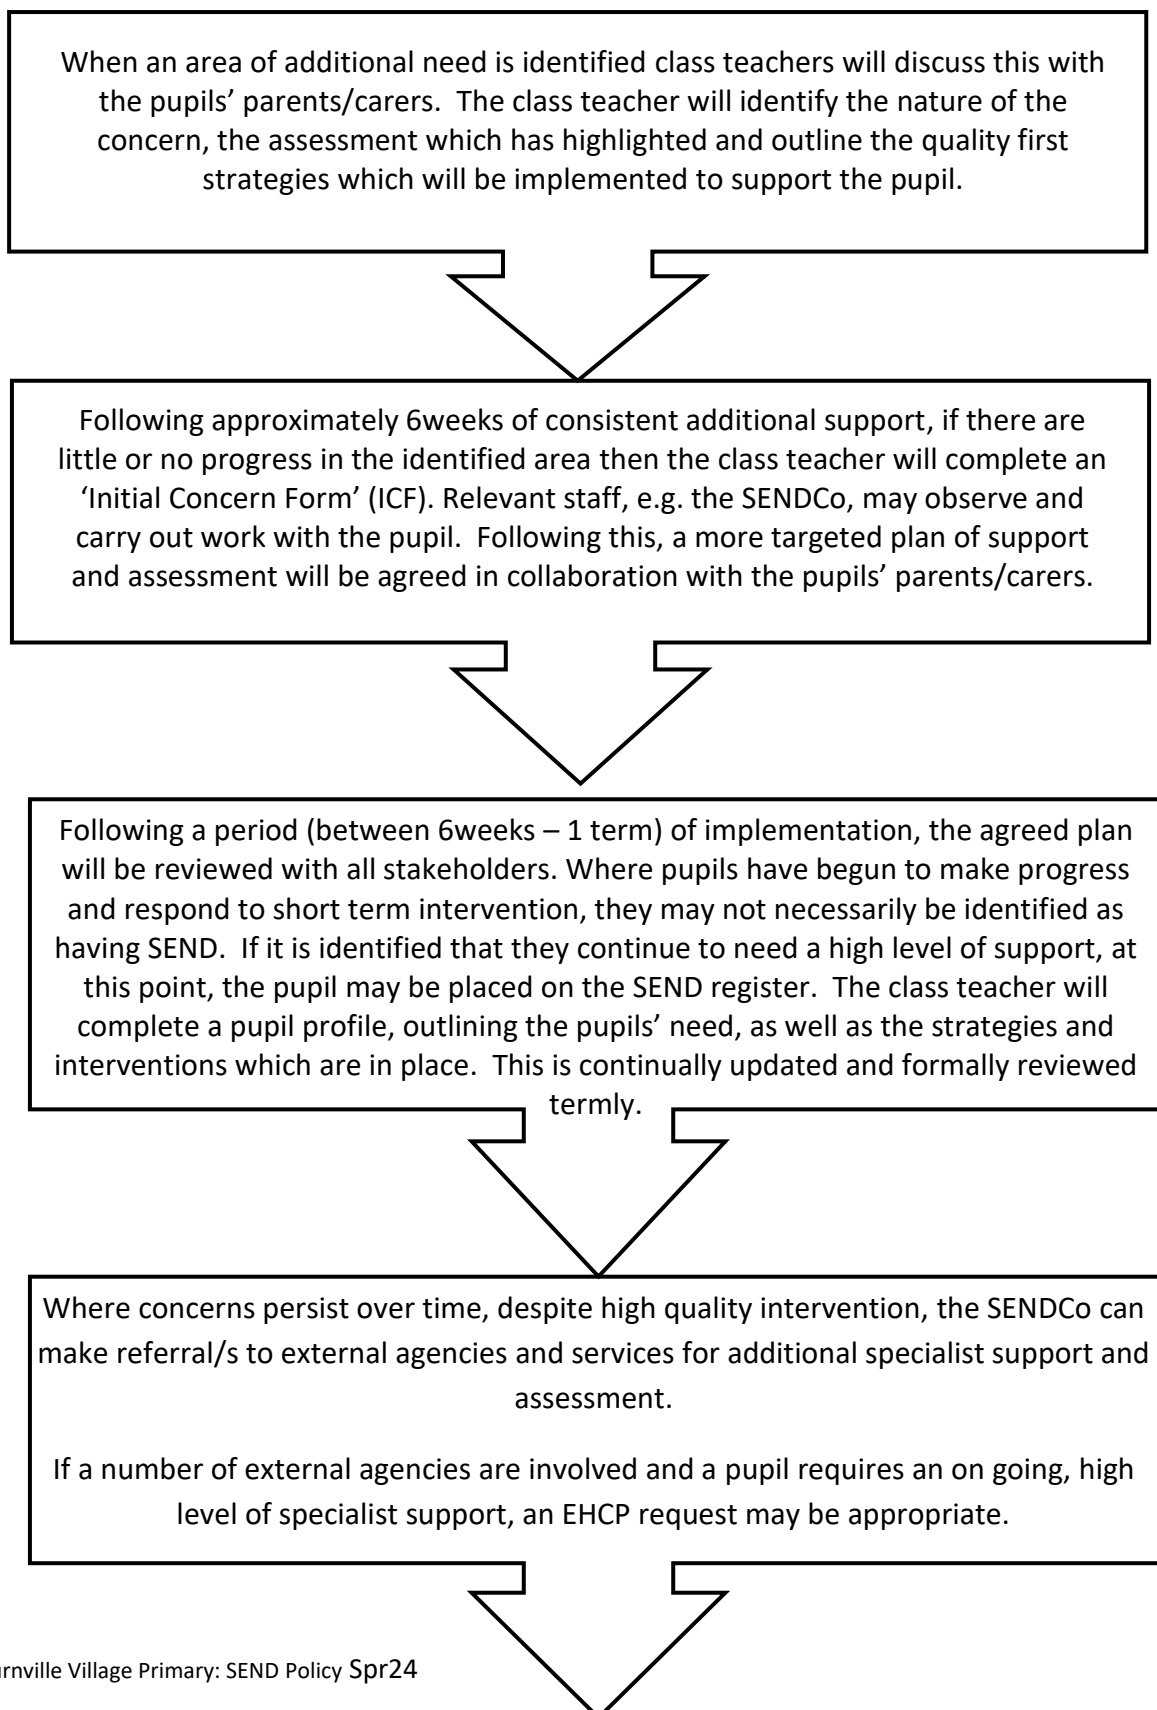 When an area of additional need is identified class teachers will discuss this with
the pupils’ parents/carers. The class teacher will identify the nature of the
concern, the assessment which has highlighted and outline the quality first
strategies which will be implemented to support the pupil.
Following approximately 6weeks of consistent additional support, if there are
little or no progress in the identified area then the class teacher will complete an
‘Initial Concern Form’ (ICF). Relevant staff, e.g. the SENDCo, may observe and
carry out work with the pupil. Following this, a more targeted plan of support
and assessment will be agreed in collaboration with the pupils’ parents/carers.
Following a period (between 6weeks – 1 term) of implementation, the agreed plan
will be reviewed with all stakeholders. Where pupils have begun to make progress
and respond to short term intervention, they may not necessarily be identified as
having SEND. If it is identified that they continue to need a high level of support, at
this point, the pupil may be placed on the SEND register. The class teacher will
complete a pupil profile, outlining the pupils’ need, as well as the strategies and
interventions which are in place. This is continually updated and formally reviewed
termly.
Where concerns persist over time, despite high quality intervention, the SENDCo can
make referral/s to external agencies and services for additional specialist support and
assessment.
If a number of external agencies are involved and a pupil requires an on going, high
level of specialist support, an EHCP request may be appropriate.
urnville Village Primary: SEND Policy Spr24